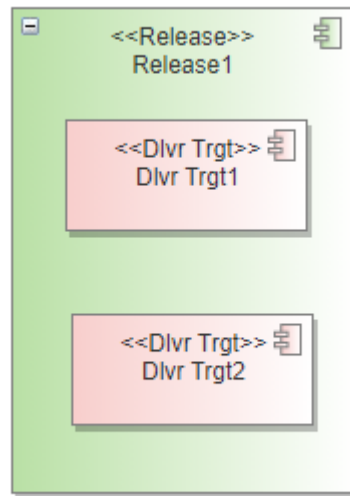 <<Release>>
Release1
<<Dlvr Trgt>>
Dlvr Trgt1
<<Dlvr Trgt>>
Dlvr Trgt2